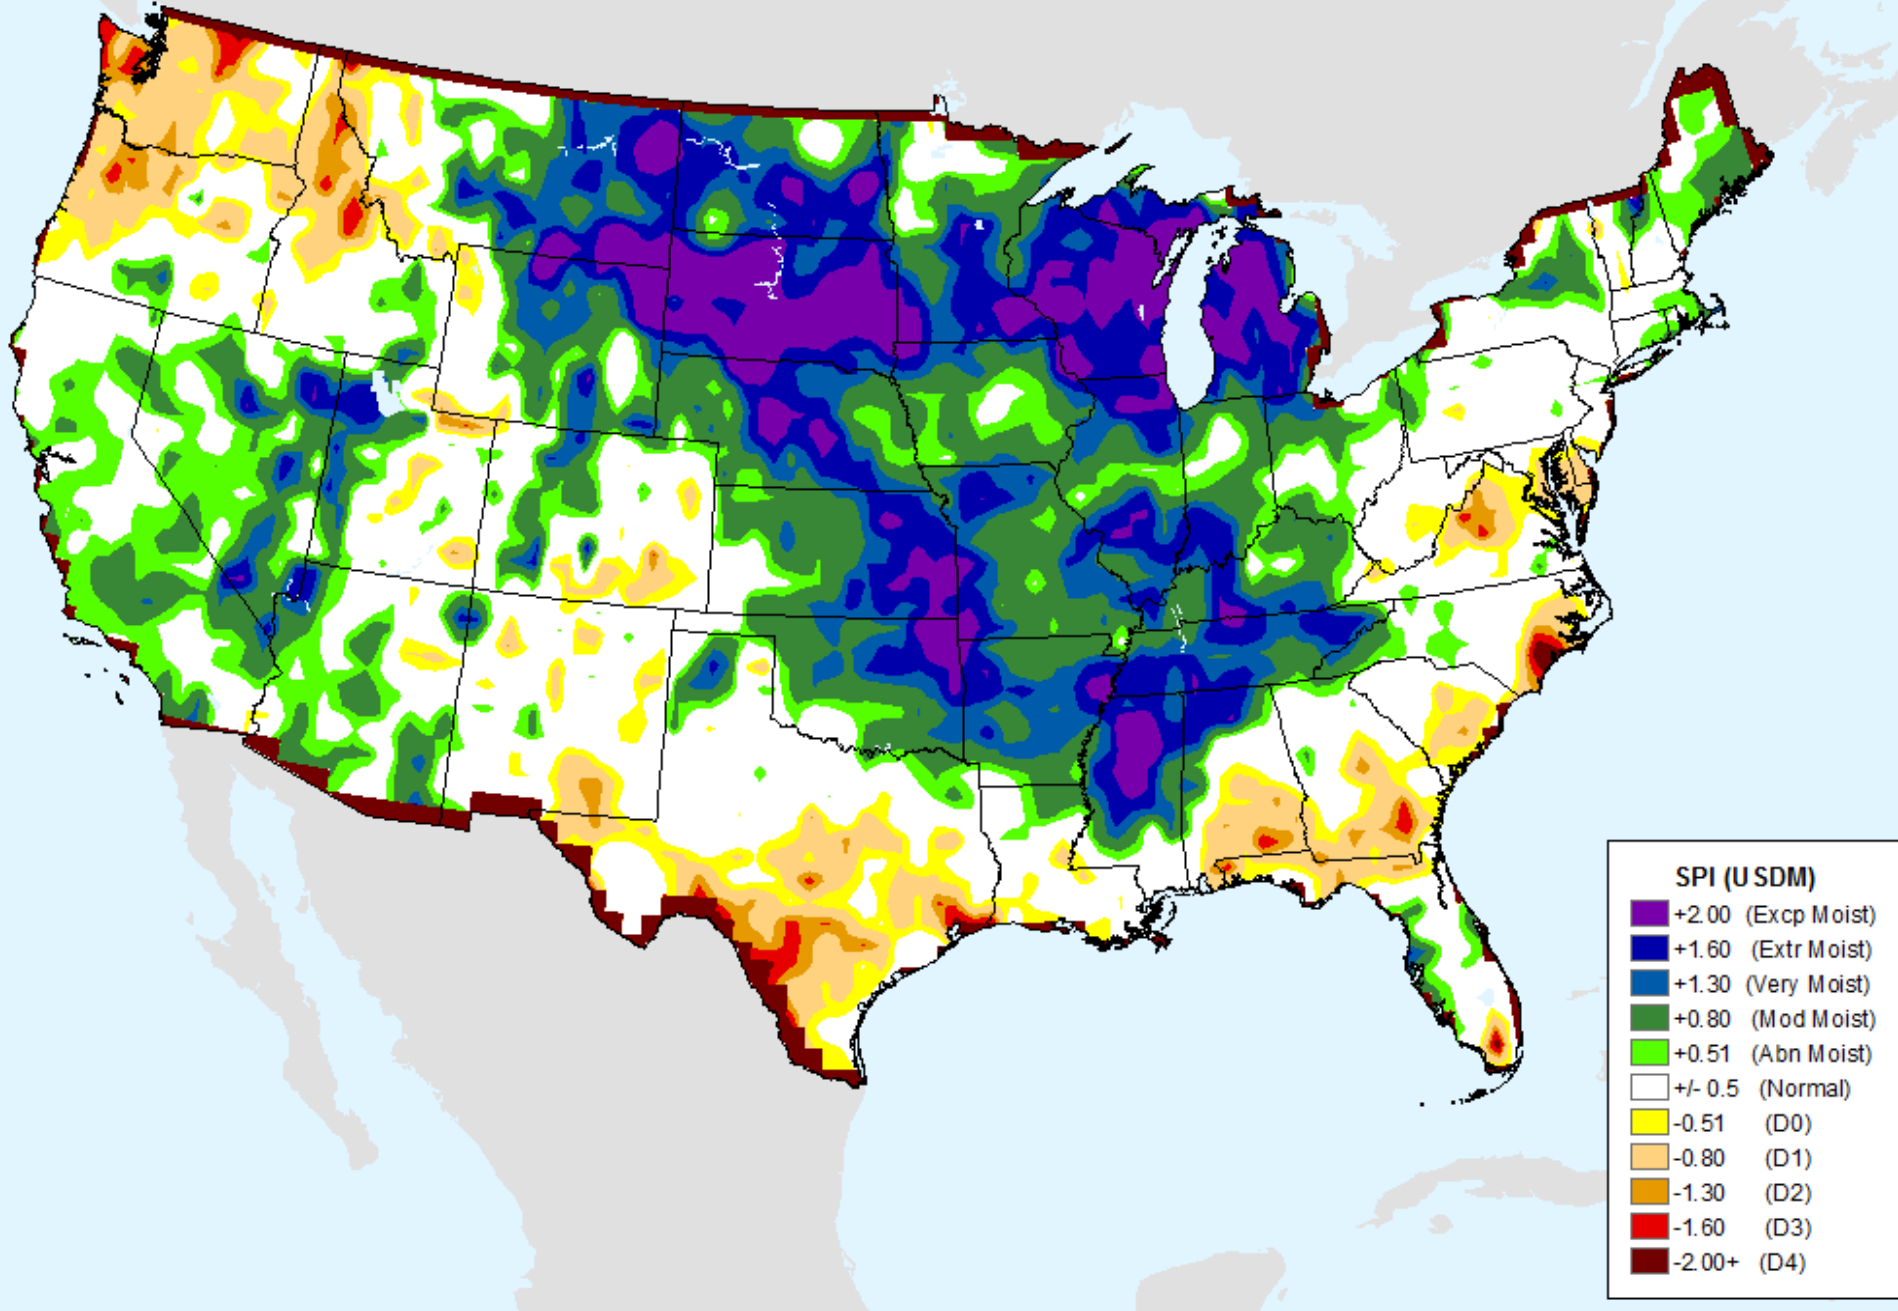 SPI (USDM)
+2.00 (Excp Moist)
+1.60 (Extr Moist)
+1.30 (Very Moist)
+0.80 (Mod Moist)
+0.51 (Abn Moist)
+/- 0.5 (Normal)
-0.51 (D0)
-0.80 (D1)
-1.30 (D2)
-1.60 (D3)
-2.00+ (D4)